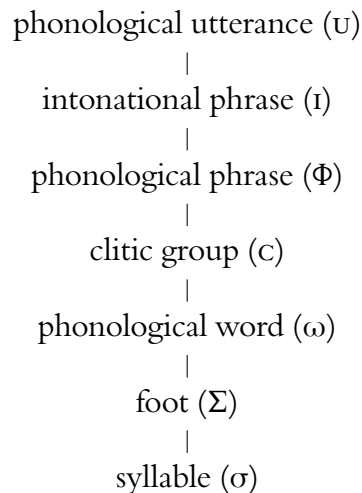 phonological utterance (U)
intonational phrase (I)
phonological phrase (Φ)
clitic group (C)
phonological word (ω)
foot (Σ)
syllable (σ)